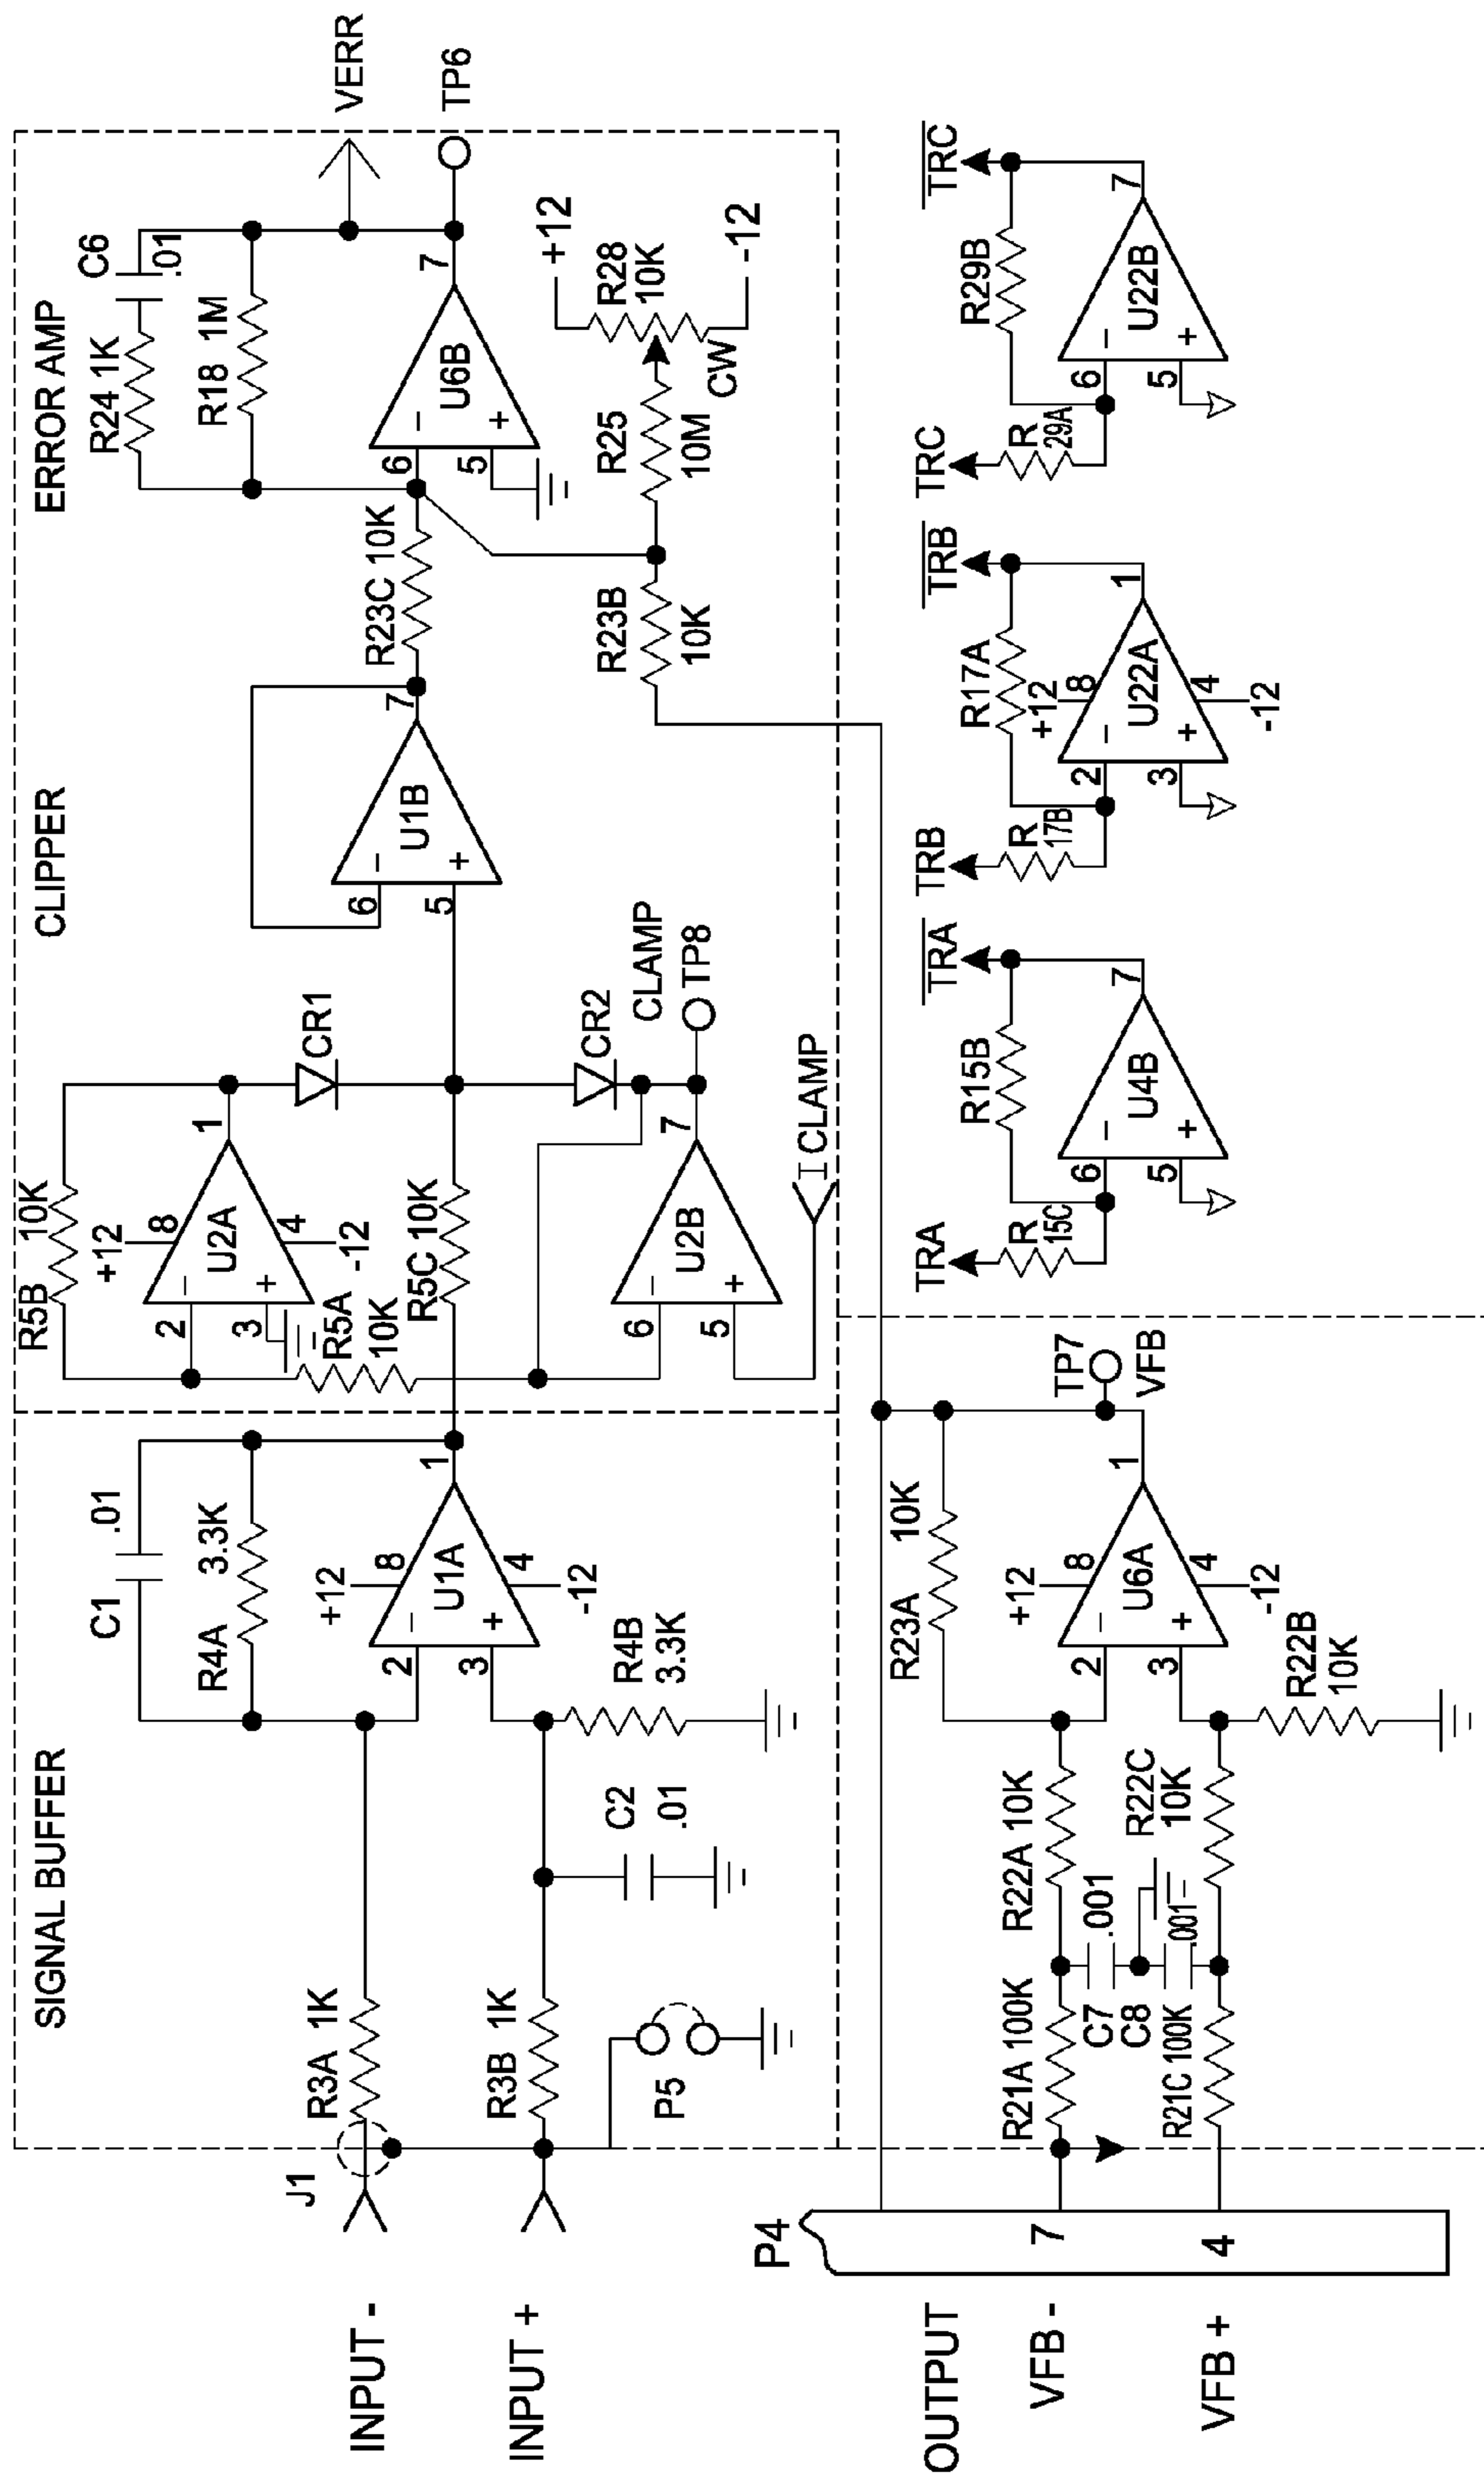 SIGNAL BUFFER
CLIPPER
ERROR AMP
C1 .01
R4A 3.3K
R5B 10K
+12
8
2
U2A
1
3
4
-12
R5A
10K
CR1
R24 1K
C6
.01
R18 1M
VERR
INPUT -
J1
R3A 1K
+12
8
2
U1A
1
3
4
-12
R5C 10K
6
U1B
7
5
R23C 10K
6
U6B
7
5
TP6
INPUT +
R3B 1K
C2
.01
R4B
3.3K
P5
CR2
CLAMP
TP8
6
U2B
7
5
I CLAMP
R23B
10K
R25
10M
+12
R28
10K
CW
-12
P4
OUTPUT
VFB -
7
VFB +
4
R21A 100K
R22A 10K
C7
.001
C8
.001
R21C 100K
R22C
10K
R23A
10K
+12
8
2
U6A
1
3
4
-12
R22B
10K
TP7
VFB
TRA
R
15C
R15B
6
U4B
7
5
TRA
TRB
R
17B
R17A
+12
8
2
U22A
1
3
4
-12
TRB
TRC
R
29A
R29B
6
U22B
7
5
TRC